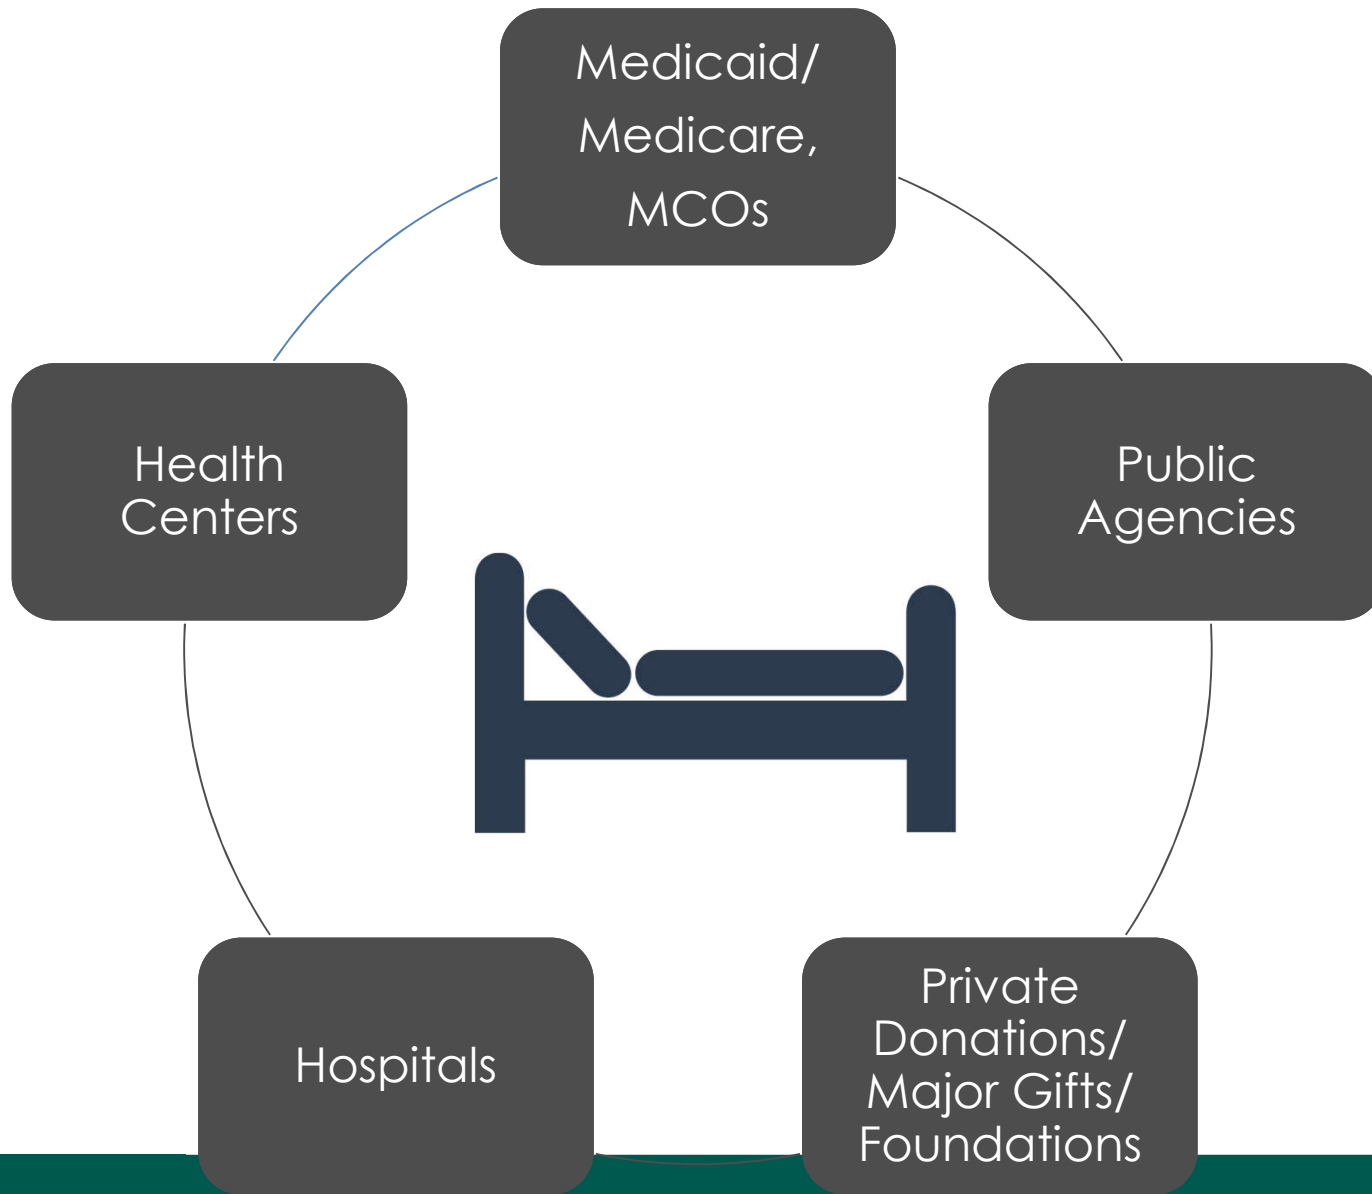 Medicaid/
Medicare,
MCOs
Health
Centers
Public
Agencies
Hospitals
Private
Donations/
Major Gifts/
Foundations